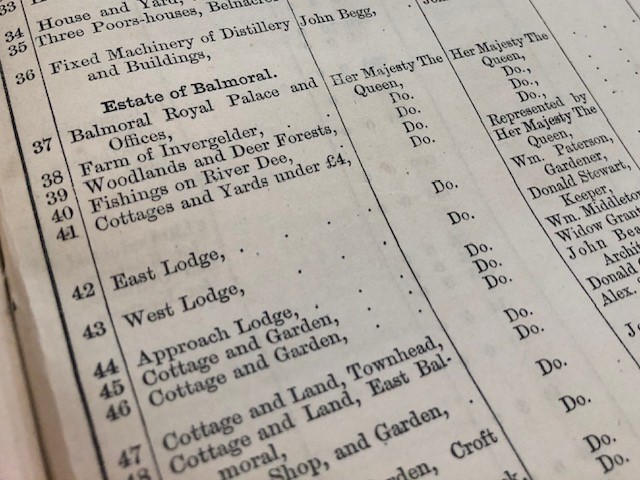 33
34 House and Yard,
35 Three Poors-houses, Belnacroft
36 Fixed Machinery of Distillery John Begg,
and Buildings,
Estate of Balmoral.
37 Balmoral Royal Palace and Her Majesty The Her Majesty The
Offices, Queen, Queen,
38 Farm of Invergelder, Do. Do.,
39 Woodlands and Deer Forests, Do. Do.,
40 Fishings on River Dee, Do. Do.,
41 Cottages and Yards under £4, Do. Represented by
Her Majesty The
Queen,
42 East Lodge, Do. Wm. Paterson,
Gardener,
43 West Lodge, Do. Donald Stewart,
Keeper,
44 Approach Lodge, Do. Wm. Middleto
45 Cottage and Garden, Do. Widow Gran
46 Cottage and Garden, Do. John Bea
Archi
47 Cottage and Land, Townhead, Do. Donald
48 Cottage and Land, East Bal- Do. Alex.
moral,
Shop, and Garden, Do.
den, Croft Do.
Do.
Do.